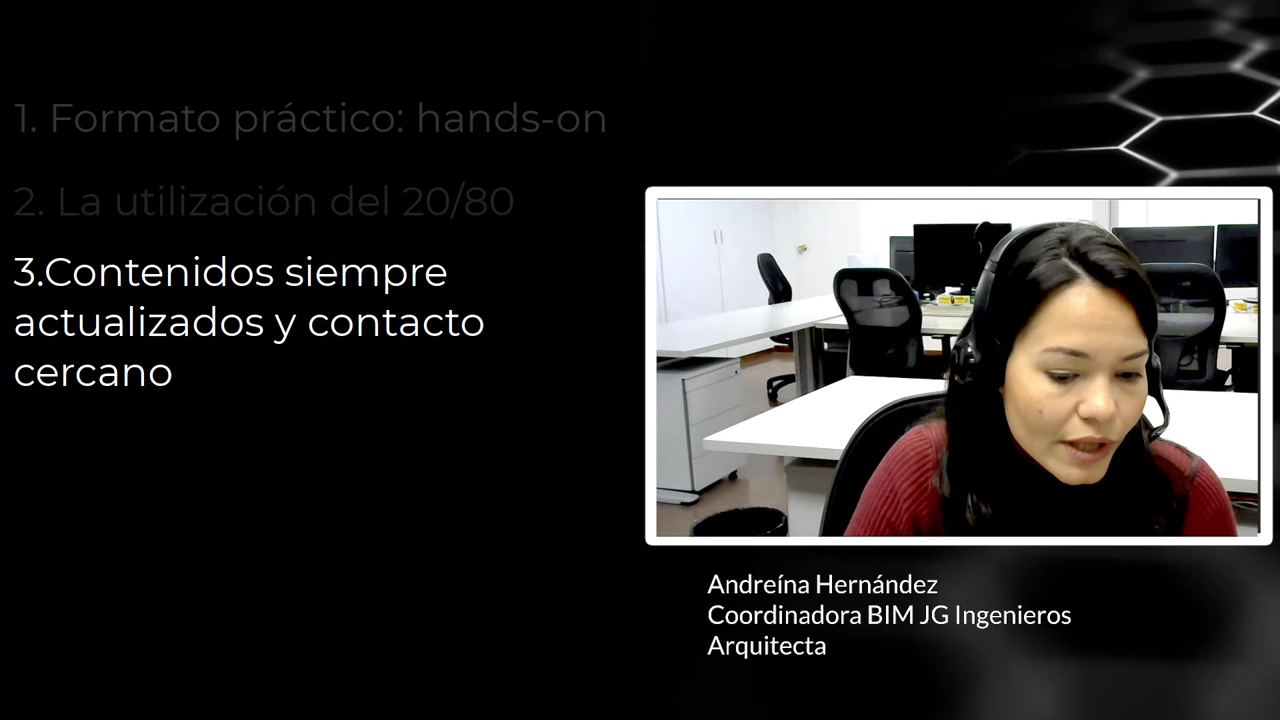 1. Formato práctico: hands-on
2. La utilización del 20/80
3.Contenidos siempre
actualizados y contacto
cercano
Andreína Hernández
Coordinadora BIM JG Ingenieros
Arquitecta